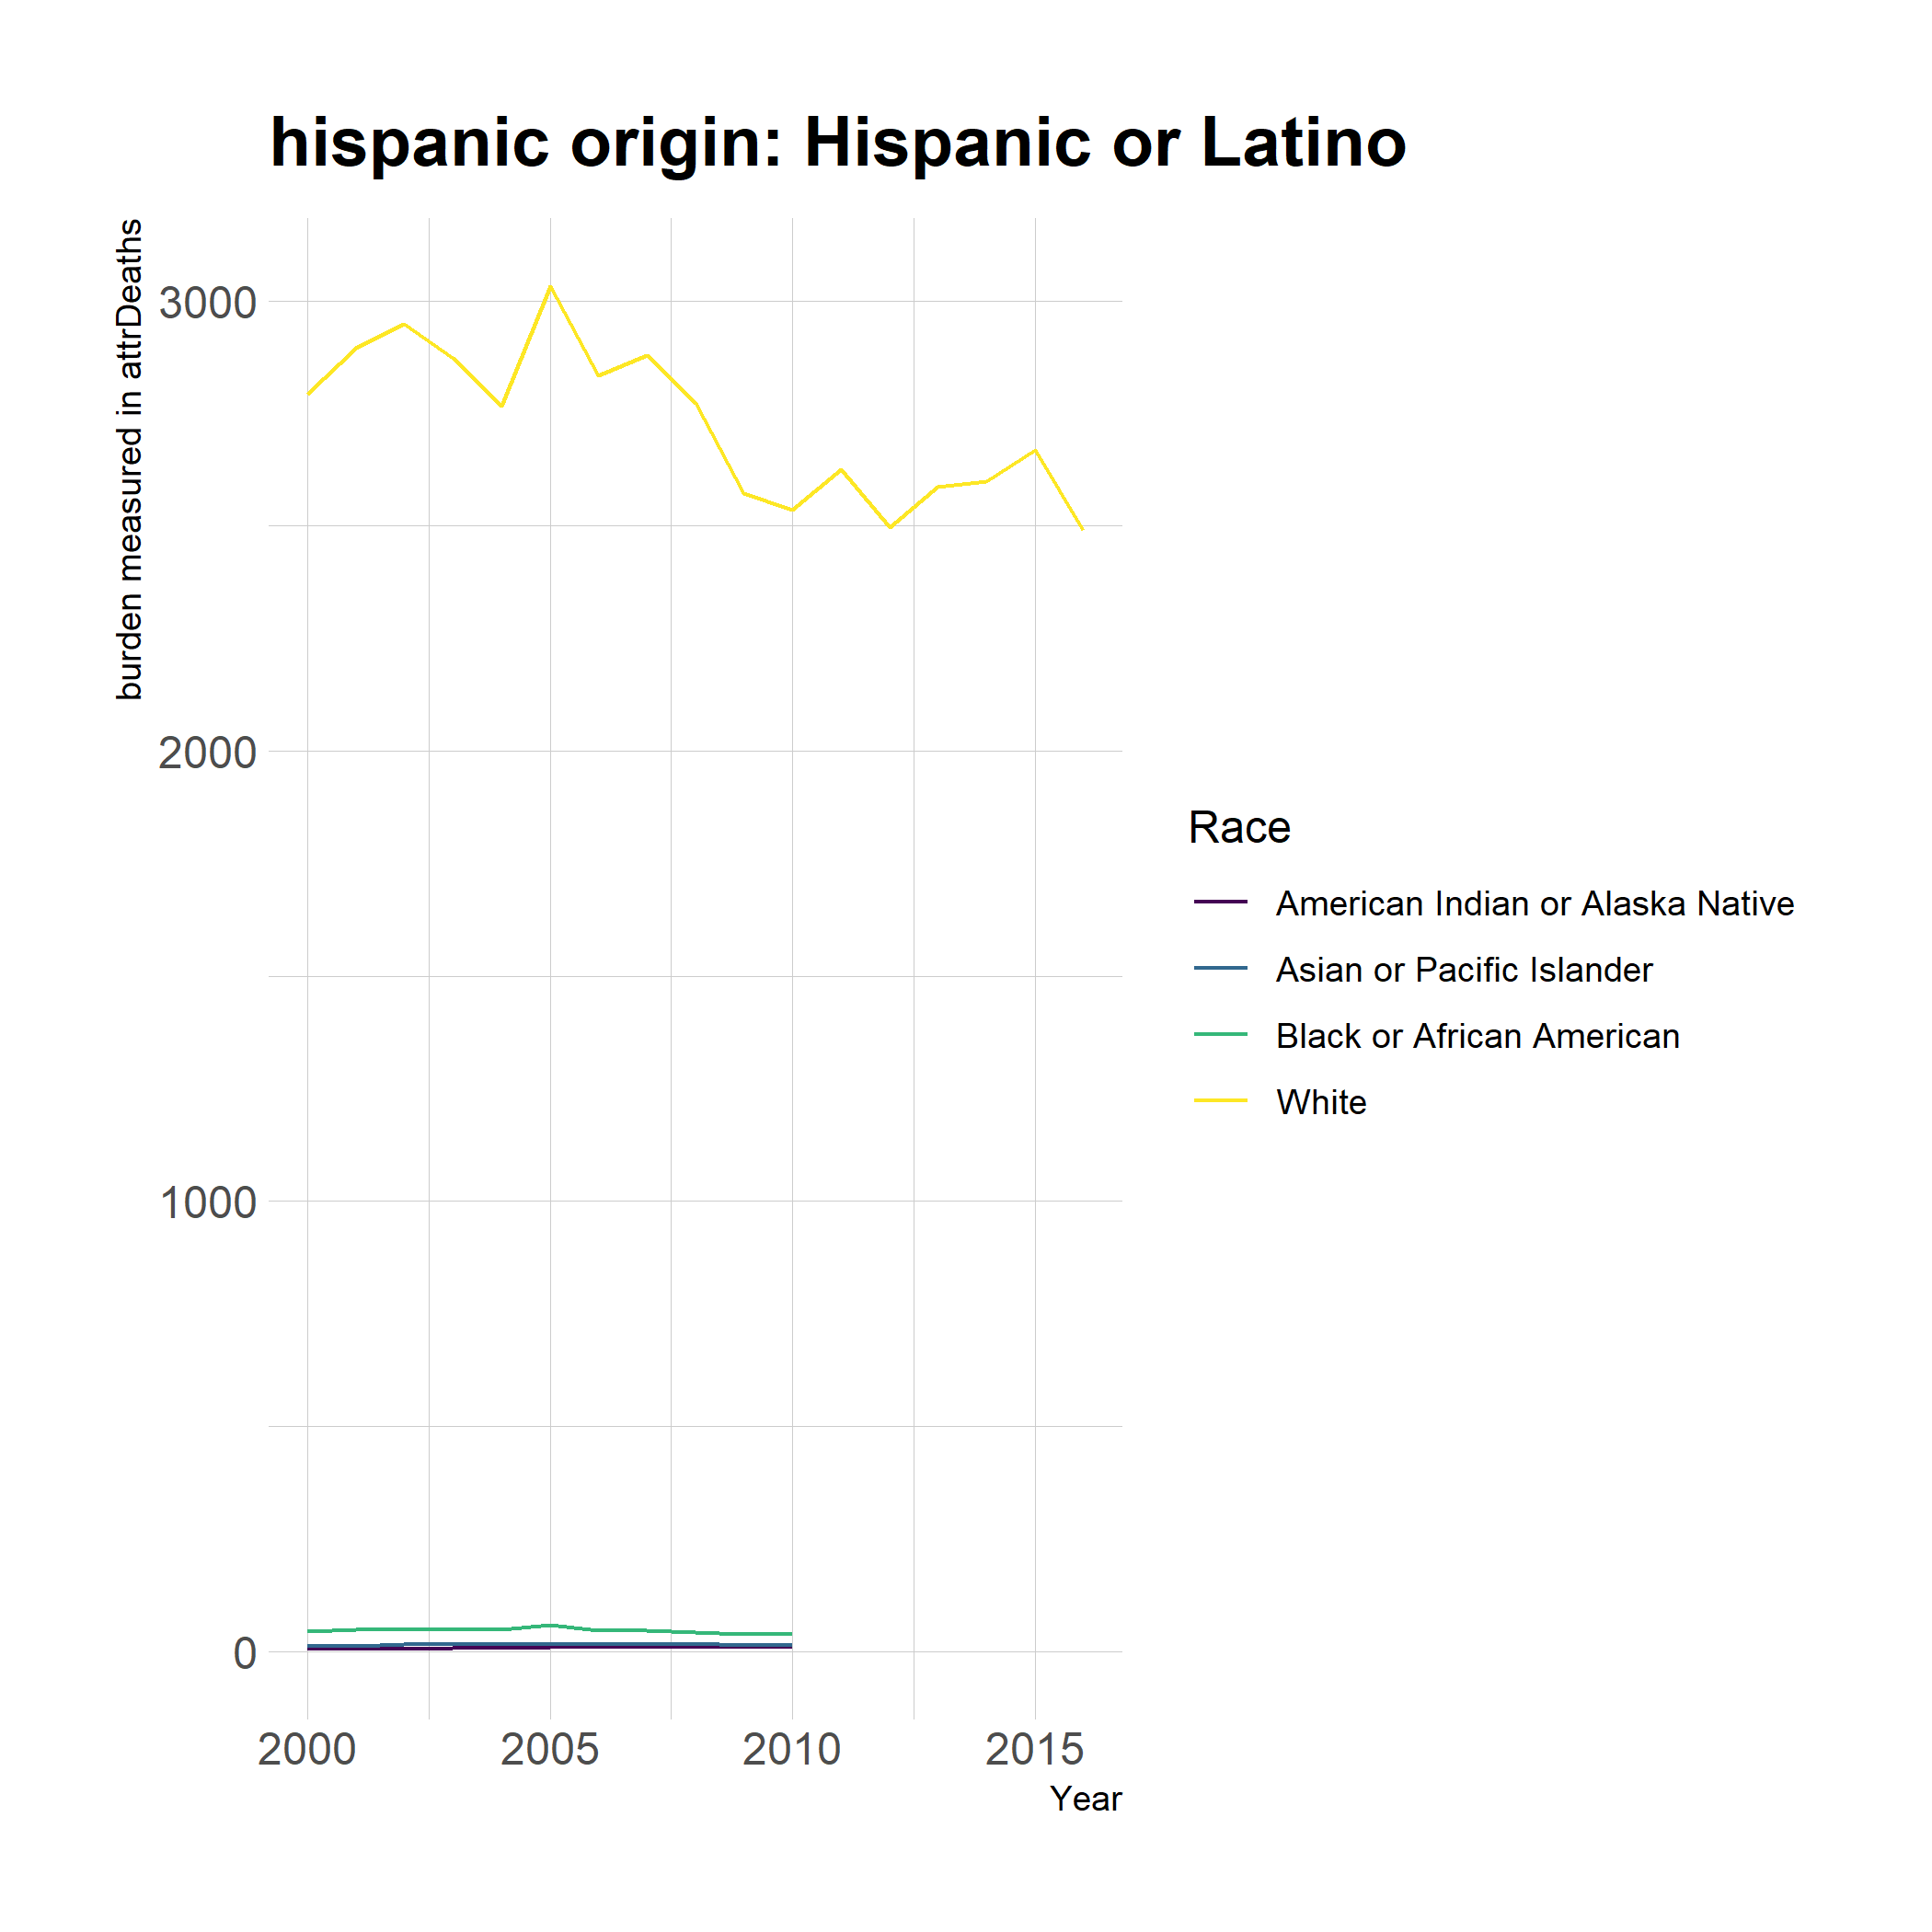 hispanic origin: Hispanic or Latino
burden measured in attrDeaths
3000
2000
1000
0
2000 2005 2010 2015
Year
Race
American Indian or Alaska Native
Asian or Pacific Islander
Black or African American
White